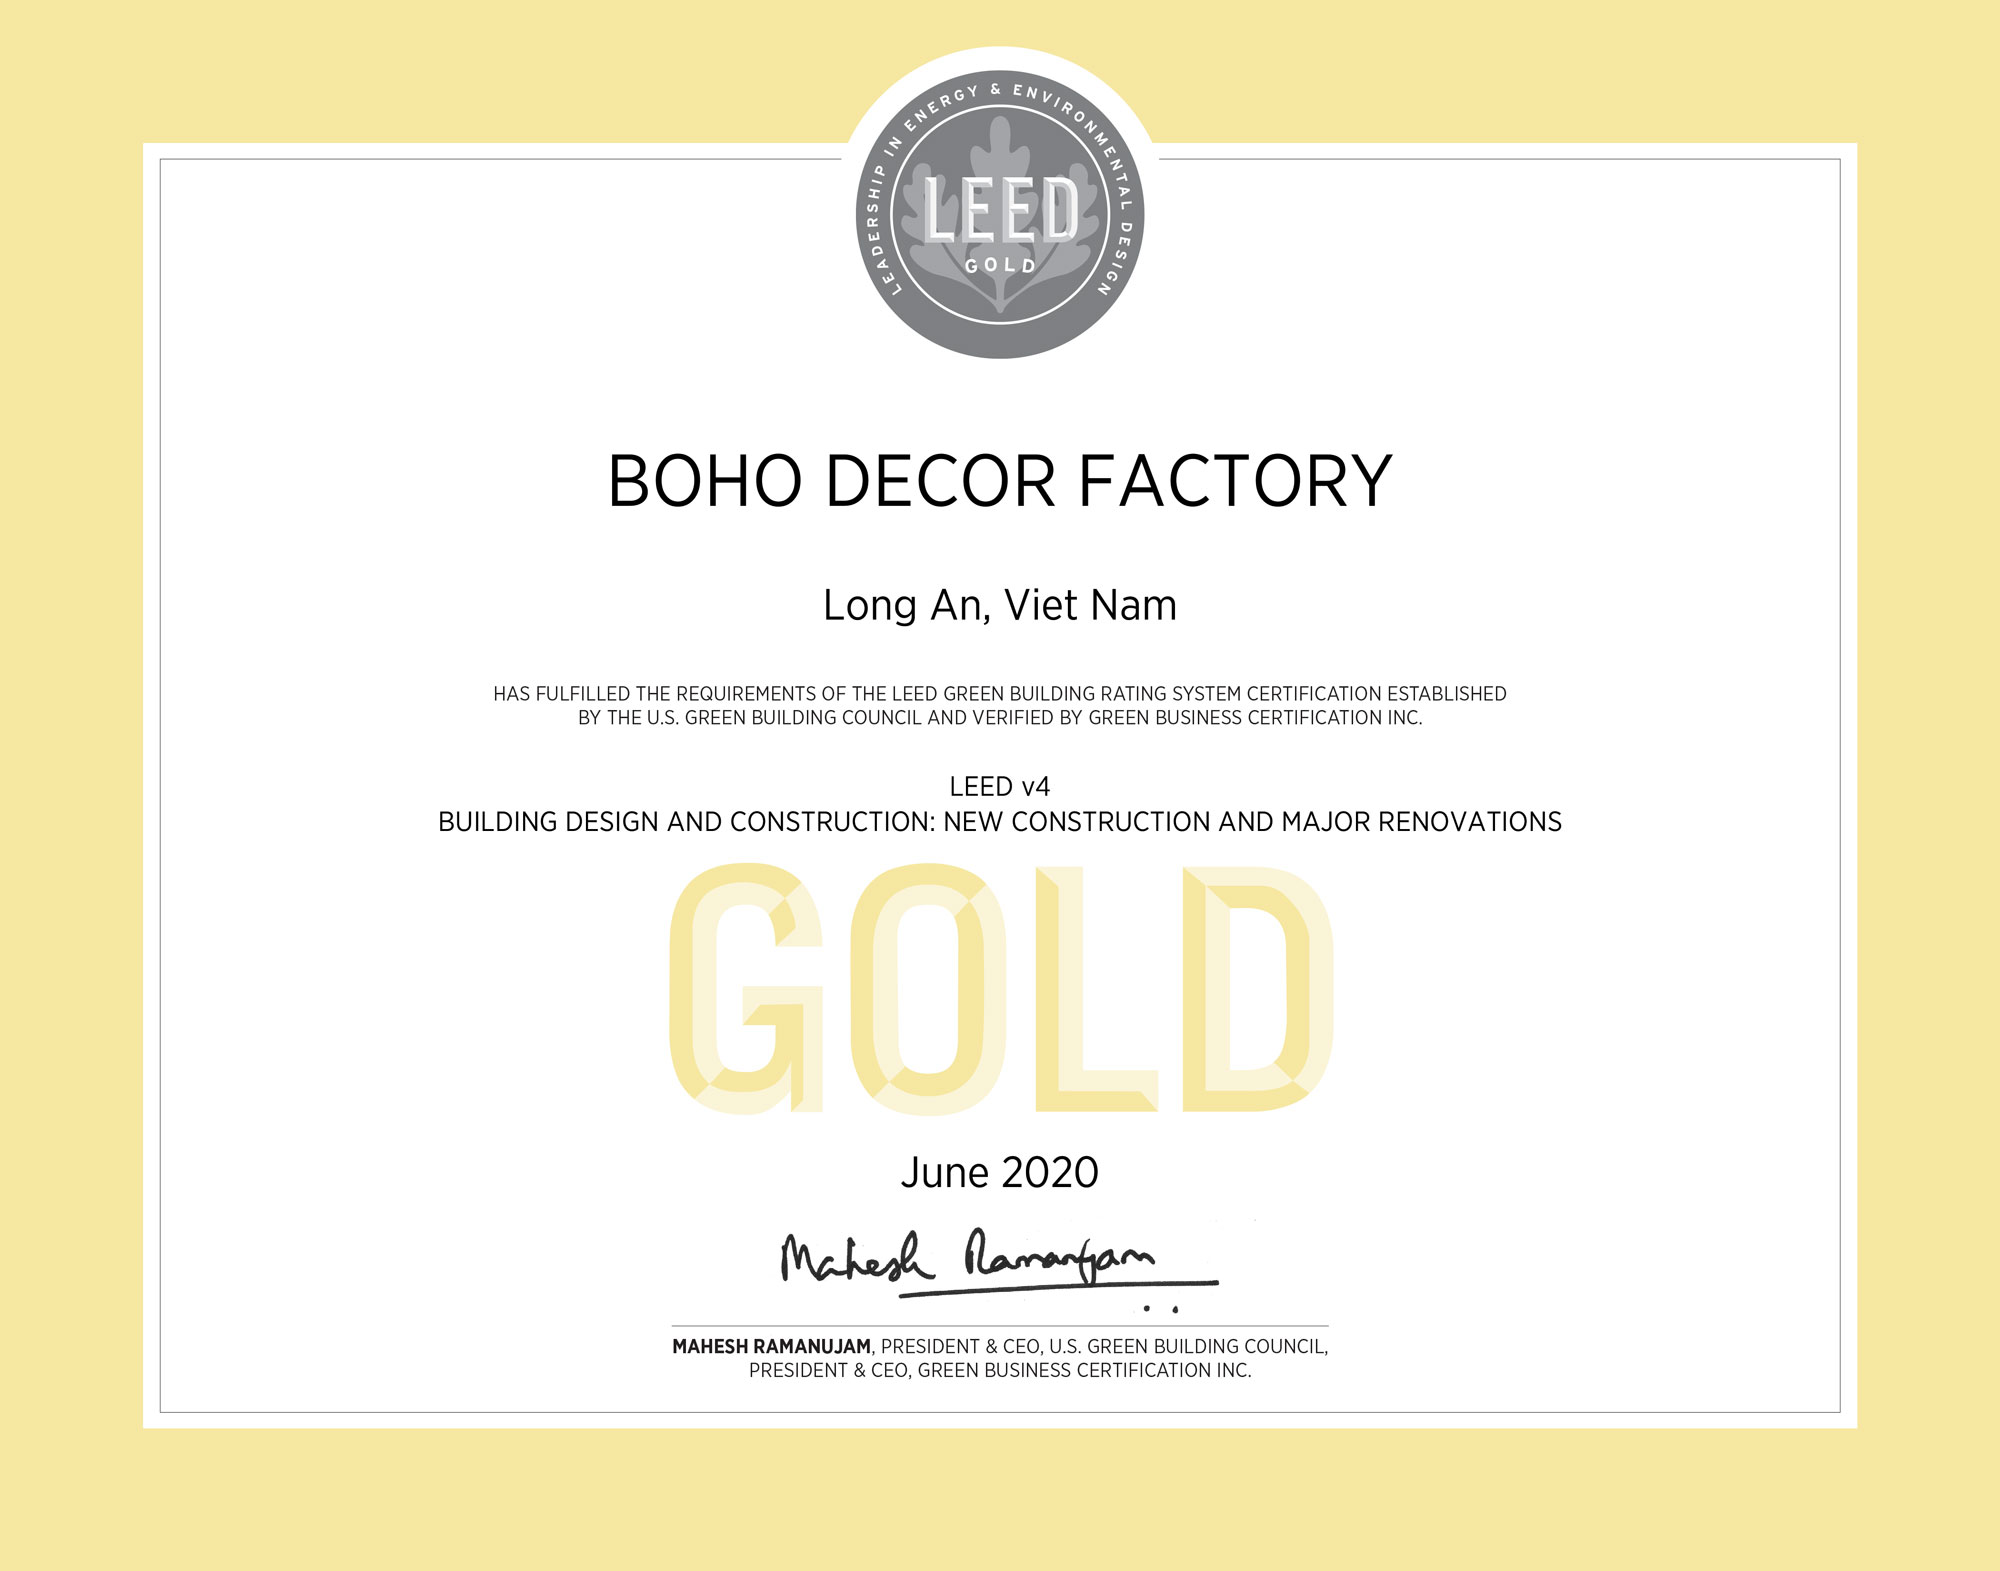 LEADERSHIP IN ENERGY & ENVIRONMENTAL DESIGN
LEED
GOLD
BOHO DECOR FACTORY
Long An, Viet Nam
HAS FULFILLED THE REQUIREMENTS OF THE LEED GREEN BUILDING RATING SYSTEM CERTIFICATION ESTABLISHED
BY THE U.S. GREEN BUILDING COUNCIL AND VERIFIED BY GREEN BUSINESS CERTIFICATION INC.
LEED v4
BUILDING DESIGN AND CONSTRUCTION: NEW CONSTRUCTION AND MAJOR RENOVATIONS
GOLD
June 2020
Mahesh Ramanujam
MAHESH RAMANUJAM, PRESIDENT & CEO, U.S. GREEN BUILDING COUNCIL,
PRESIDENT & CEO, GREEN BUSINESS CERTIFICATION INC.